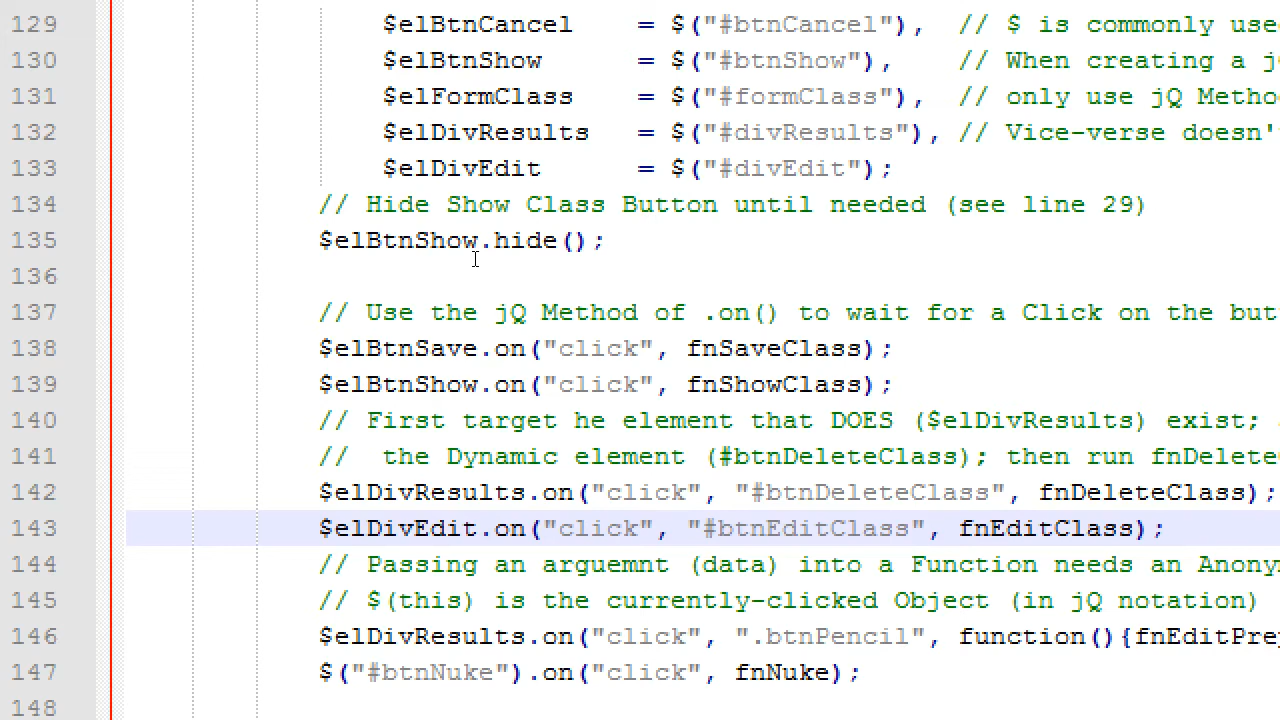 129 $elBtnCancel = $("#btnCancel"), // $ is commonly use
130 $elBtnShow = $("#btnShow"), // When creating a j
131 $elFormClass = $("#formClass"), // only use jQ Metho
132 $elDivResults = $("#divResults"), // Vice-verse doesn'
133 $elDivEdit = $("#divEdit");
134 // Hide Show Class Button until needed (see line 29)
135 $elBtnShow.hide();
136
137 // Use the jQ Method of .on() to wait for a Click on the but
138 $elBtnSave.on("click", fnSaveClass);
139 $elBtnShow.on("click", fnShowClass);
140 // First target he element that DOES ($elDivResults) exist;
141 //  the Dynamic element (#btnDeleteClass); then run fnDelete
142 $elDivResults.on("click", "#btnDeleteClass", fnDeleteClass);
143 $elDivEdit.on("click", "#btnEditClass", fnEditClass);
144 // Passing an arguemnt (data) into a Function needs an Anony
145 // $(this) is the currently-clicked Object (in jQ notation)
146 $elDivResults.on("click", ".btnPencil", function(){fnEditPre
147 $("#btnNuke").on("click", fnNuke);
148